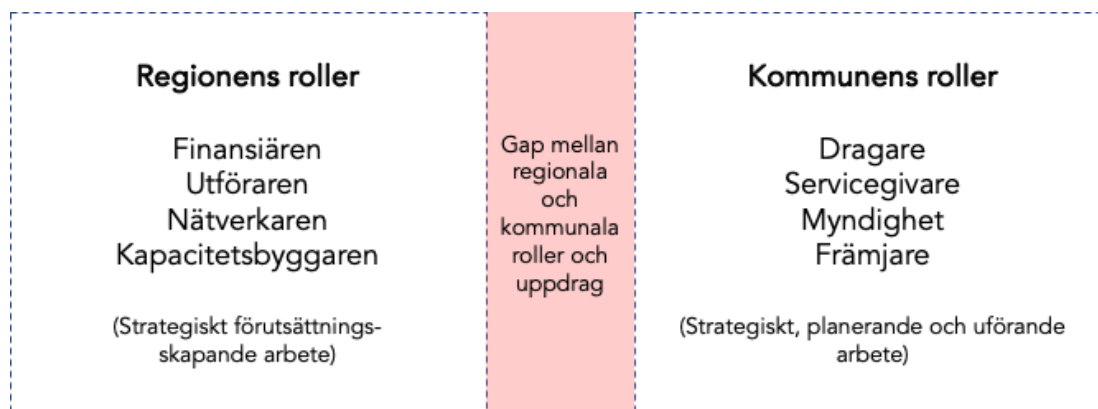 Regionens roller
Finansiären
Utföraren
Nätverkaren
Kapacitetsbyggaren
(Strategiskt förutsättnings-
skapande arbete)
Gap mellan
regionala
och
kommunala
roller och
uppdrag
Kommunens roller
Dragare
Servicegivare
Myndighet
Främjare
(Strategiskt, planerande och uförande
arbete)